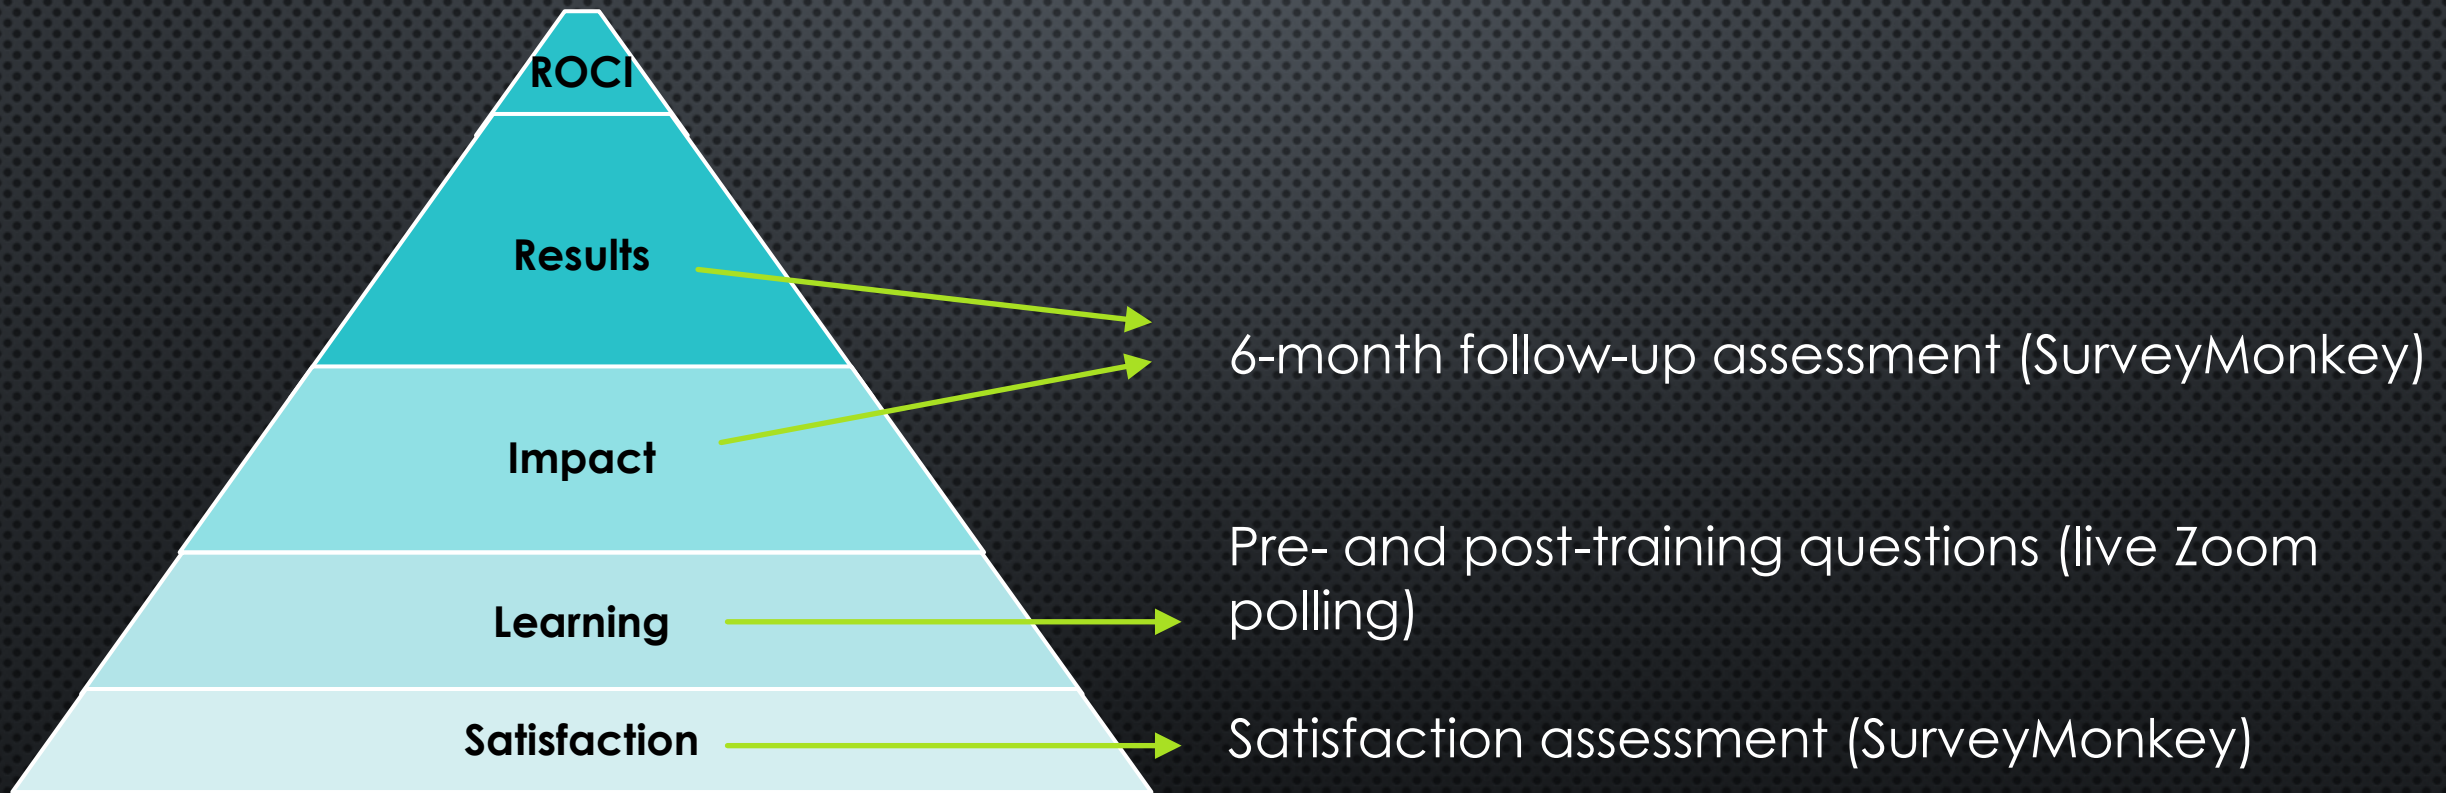 ROCI
Results
6-month follow-up assessment (SurveyMonkey)
Impact
Pre- and post-training questions (live Zoom
polling)
Learning
Satisfaction
Satisfaction assessment (SurveyMonkey)